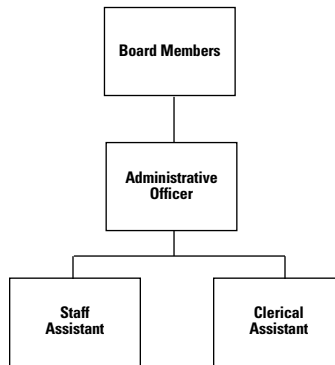 Board Members
Administrative
Officer
Staff
Assistant
Clerical
Assistant